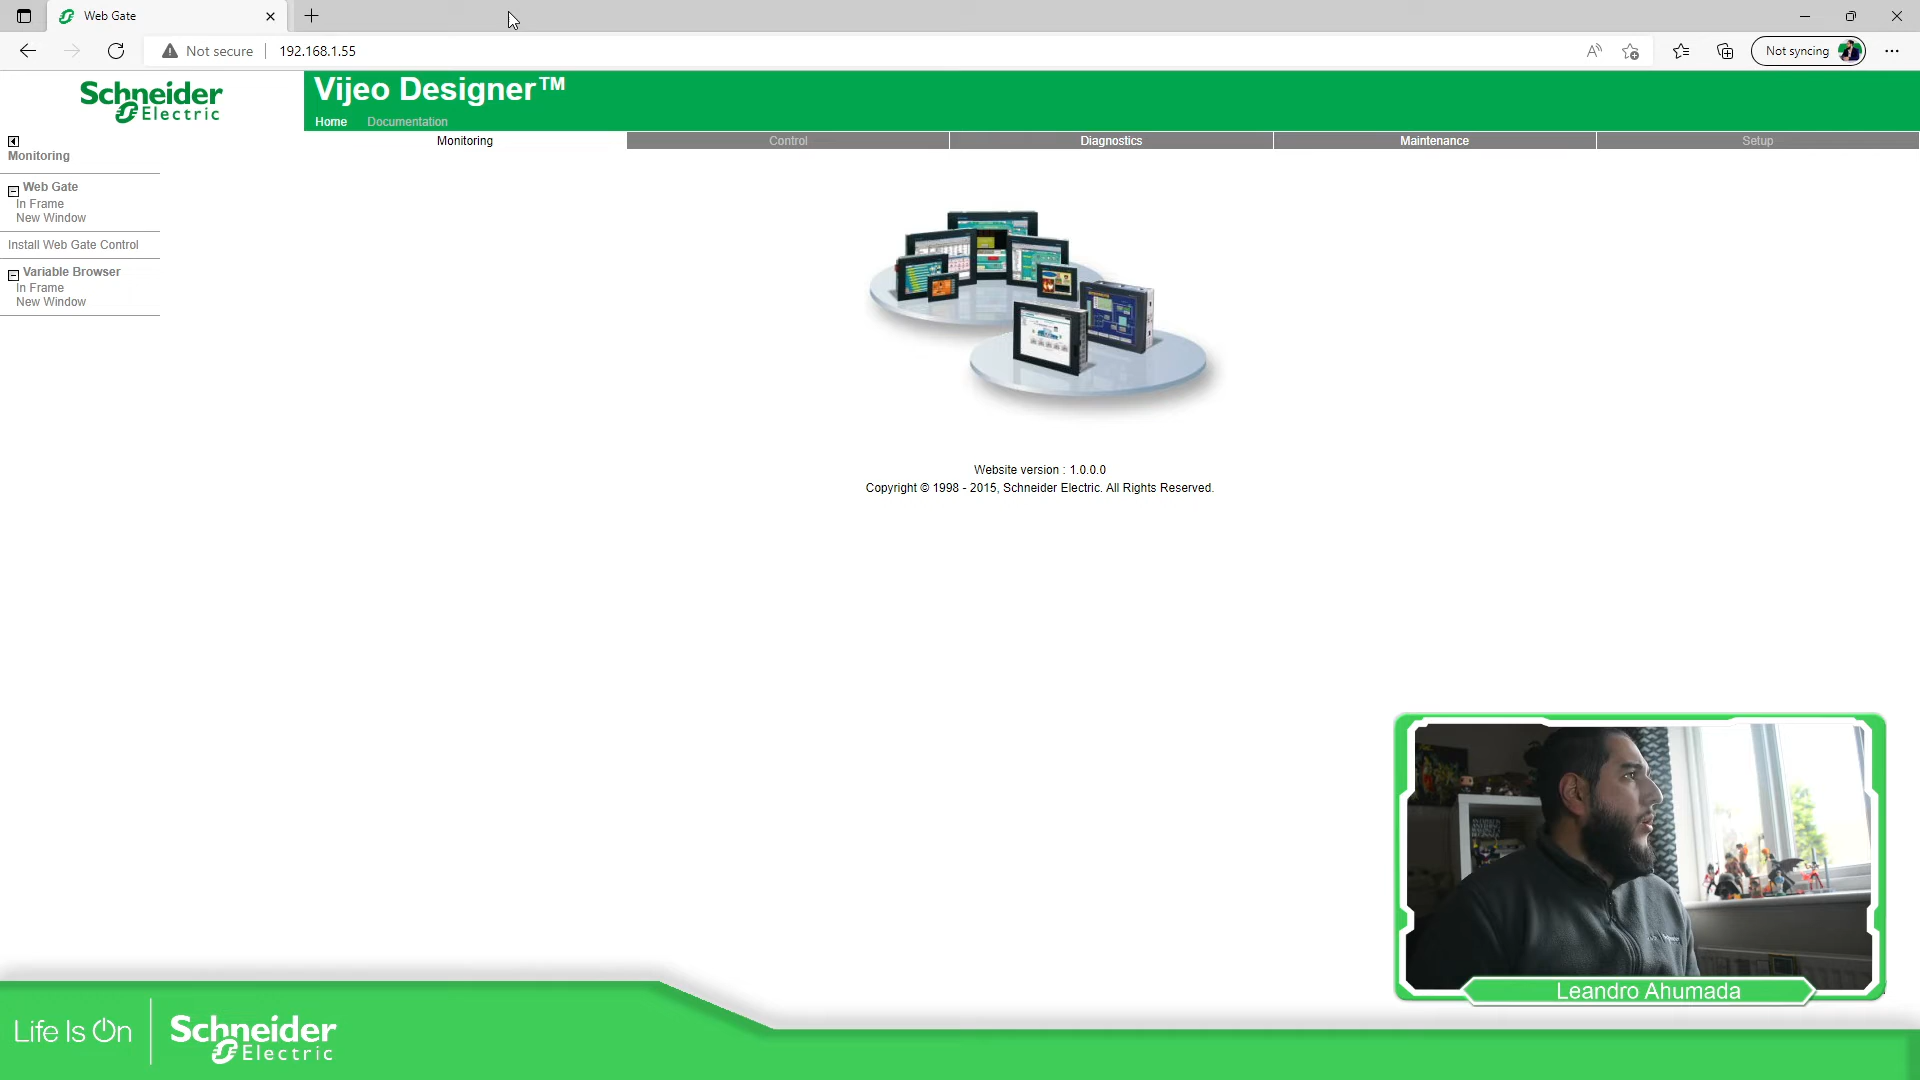 Web Gate
Not secure
192.168.1.55
Not syncing
Schneider
Electric
Vijeo Designer™
Home
Documentation
Monitoring
Control
Diagnostics
Maintenance
Setup
Monitoring
Web Gate
In Frame
New Window
Install Web Gate Control
Variable Browser
In Frame
New Window
Website version : 1.0.0.0
Copyright © 1998 - 2015, Schneider Electric. All Rights Reserved.
Leandro Ahumada
Life Is On
Schneider
Electric